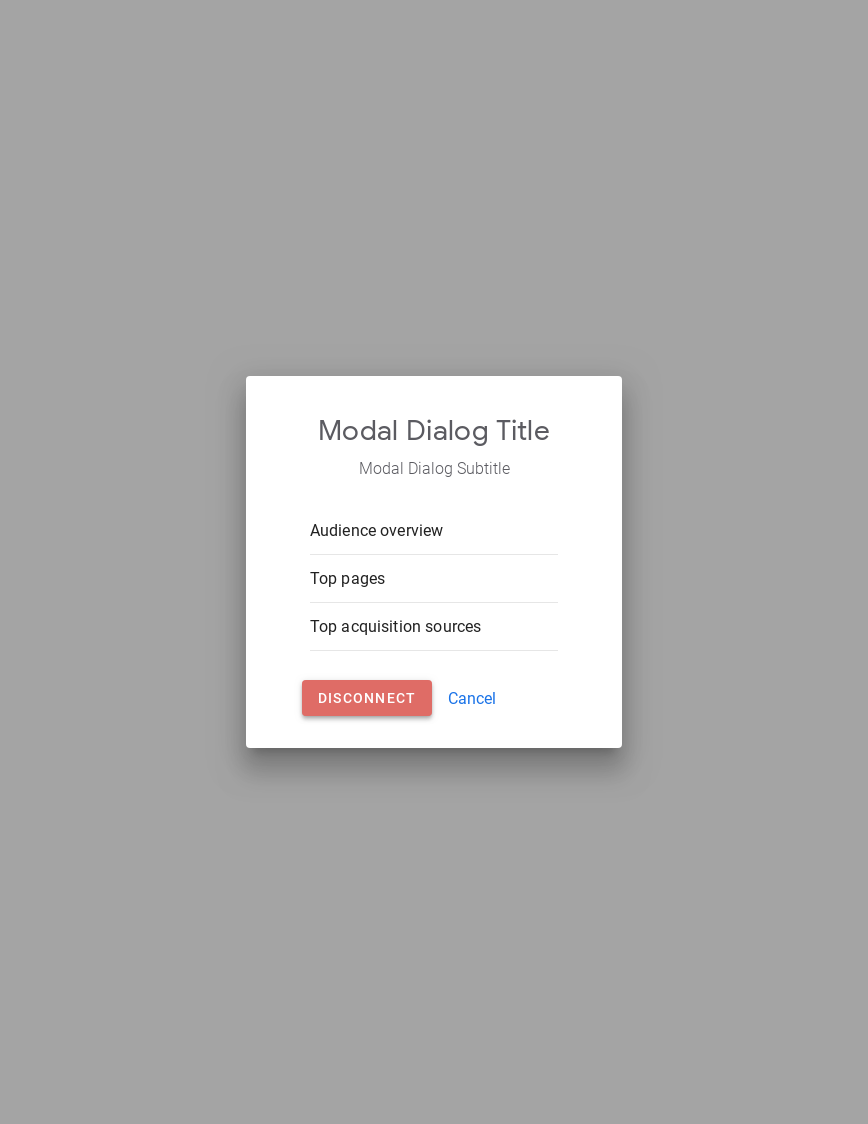 Modal Dialog Title
Modal Dialog Subtitle
Audience overview
Top pages
Top acquisition sources
DISCONNECT Cancel